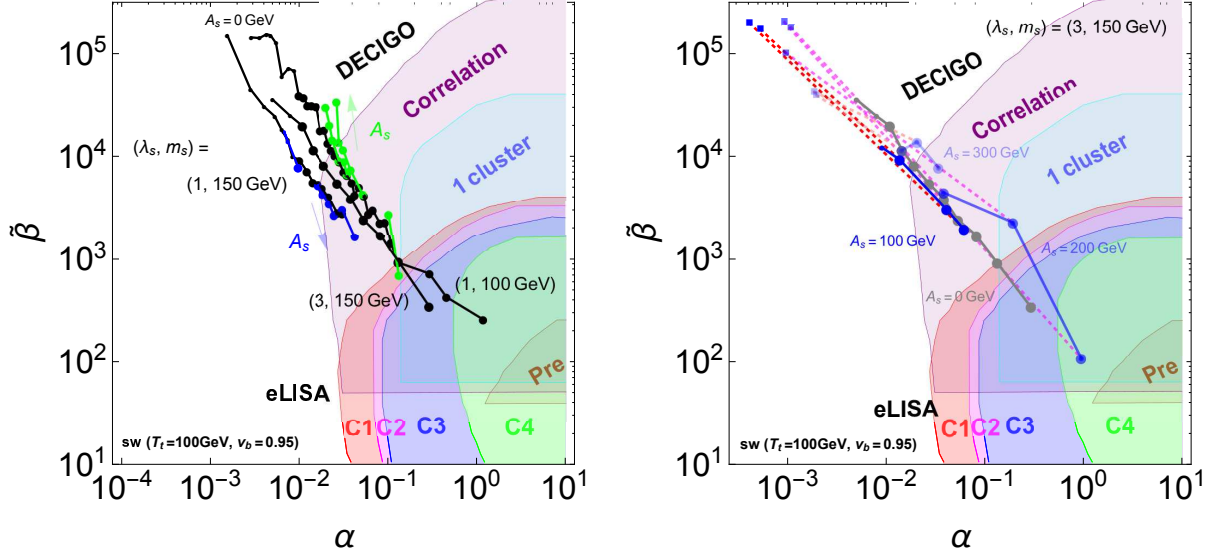 A_s = 0 GeV
DECIGO
Correlation
1 cluster
A_s
(λ_s, m_s) =
(1, 150 GeV)
A_s
(3, 150 GeV)
(1, 100 GeV)
Pre
eLISA
C1 C2 C3 C4
sw (T_t = 100GeV, v_b = 0.95)
10^5
10^4
10^3
10^2
10^1
β̃
10^-4 10^-3 10^-2 10^-1 10^0 10^1
α
(λ_s, m_s) = (3, 150 GeV)
DECIGO
Correlation
1 cluster
A_s = 300 GeV
A_s = 100 GeV
A_s = 200 GeV
A_s = 0 GeV
Pre
eLISA
C1 C2 C3 C4
sw (T_t = 100GeV, v_b = 0.95)
10^5
10^4
10^3
10^2
10^1
β̃
10^-4 10^-3 10^-2 10^-1 10^0 10^1
α